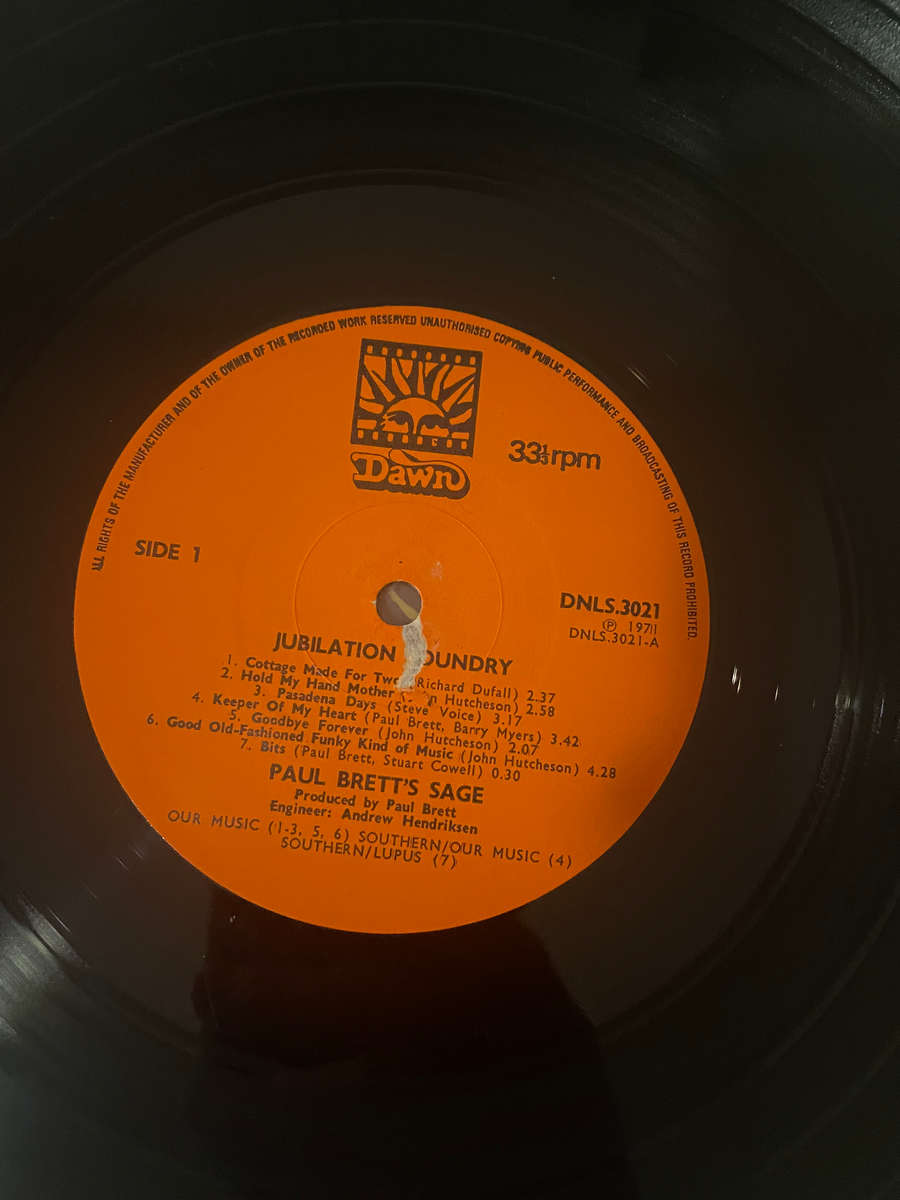 ALL RIGHTS OF THE MANUFACTURER AND OF THE OWNER OF THE RECORDED WORK RESERVED UNAUTHORISED COPYING PUBLIC PERFORMANCE AND BROADCASTING OF THIS RECORD PROHIBITED.
Dawn
33⅓rpm
SIDE 1
DNLS.3021
Ⓟ 1971
DNLS.3021-A
JUBILATION OUNDRY
1. Cottage Made For Two (Richard Dufall) 2.37
2. Hold My Hand Mother Hutcheson) 2.58
3. Pasadena Days (Steve Voice) 3.17
4. Keeper Of My Heart (Paul Brett, Barry Myers) 3.42
5. Goodbye Forever (John Hutcheson) 2.07
6. Good Old-Fashioned Funky Kind of Music (John Hutcheson) 4.28
7. Bits (Paul Brett, Stuart Cowell) 0.30
PAUL BRETT'S SAGE
Produced by Paul Brett
Engineer: Andrew Hendriksen
OUR MUSIC (1-3, 5, 6) SOUTHERN/OUR MUSIC (4)
SOUTHERN/LUPUS (7)